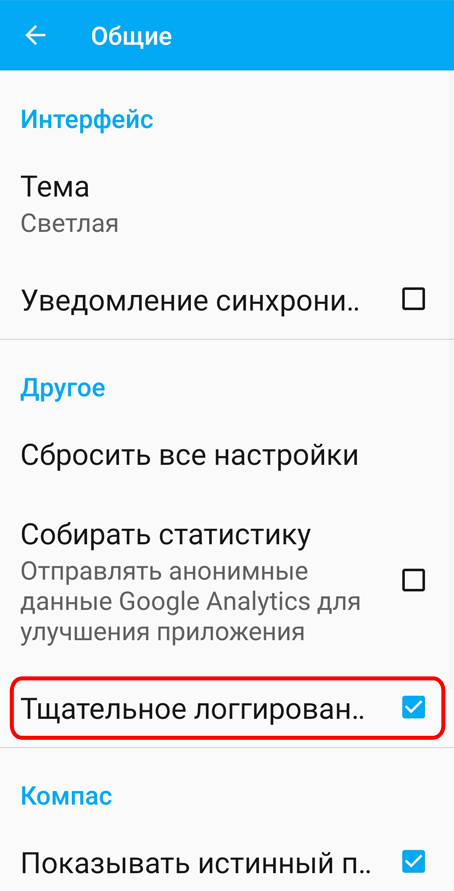 Общие
Интерфейс
Тема
Светлая
Уведомление синхрони..
Другое
Сбросить все настройки
Собирать статистику
Отправлять анонимные
данные Google Analytics для
улучшения приложения
Тщательное логгирован..
Компас
Показывать истинный п..